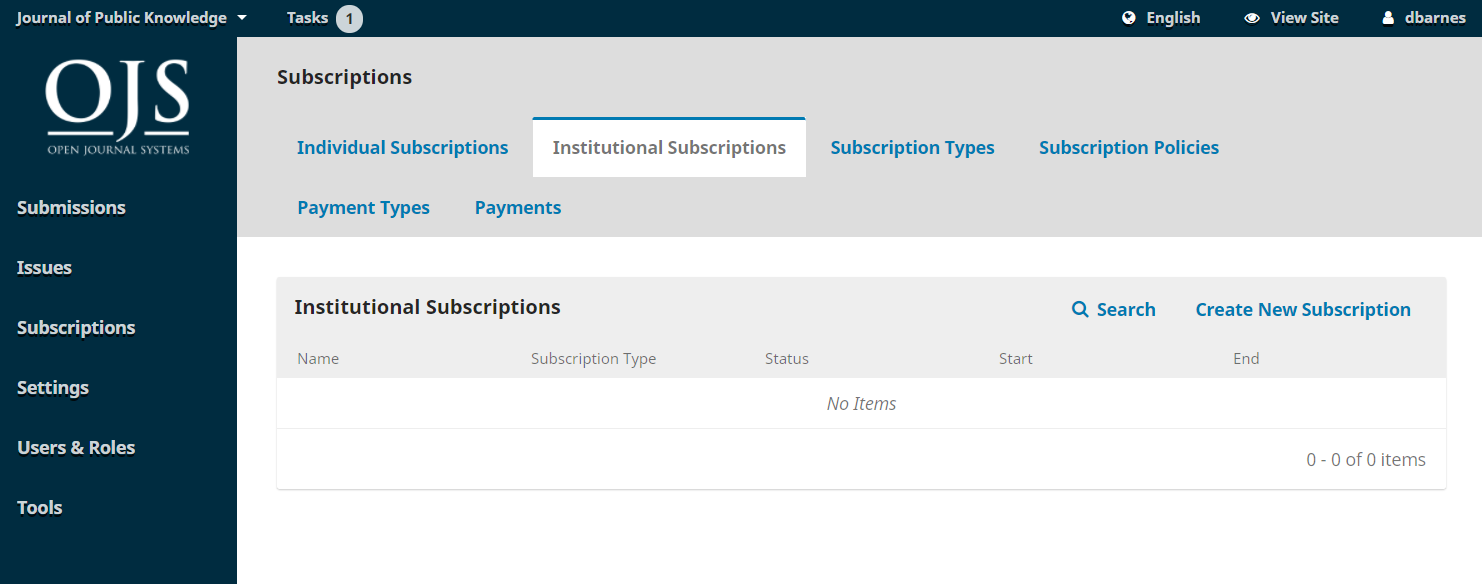 Journal of Public Knowledge Tasks 1 English View Site dbarnes
OJS
OPEN JOURNAL SYSTEMS
Submissions
Issues
Subscriptions
Settings
Users & Roles
Tools
Subscriptions
Individual Subscriptions Institutional Subscriptions Subscription Types Subscription Policies
Payment Types Payments
Institutional Subscriptions Search Create New Subscription
Name Subscription Type Status Start End
No Items
0 - 0 of 0 items